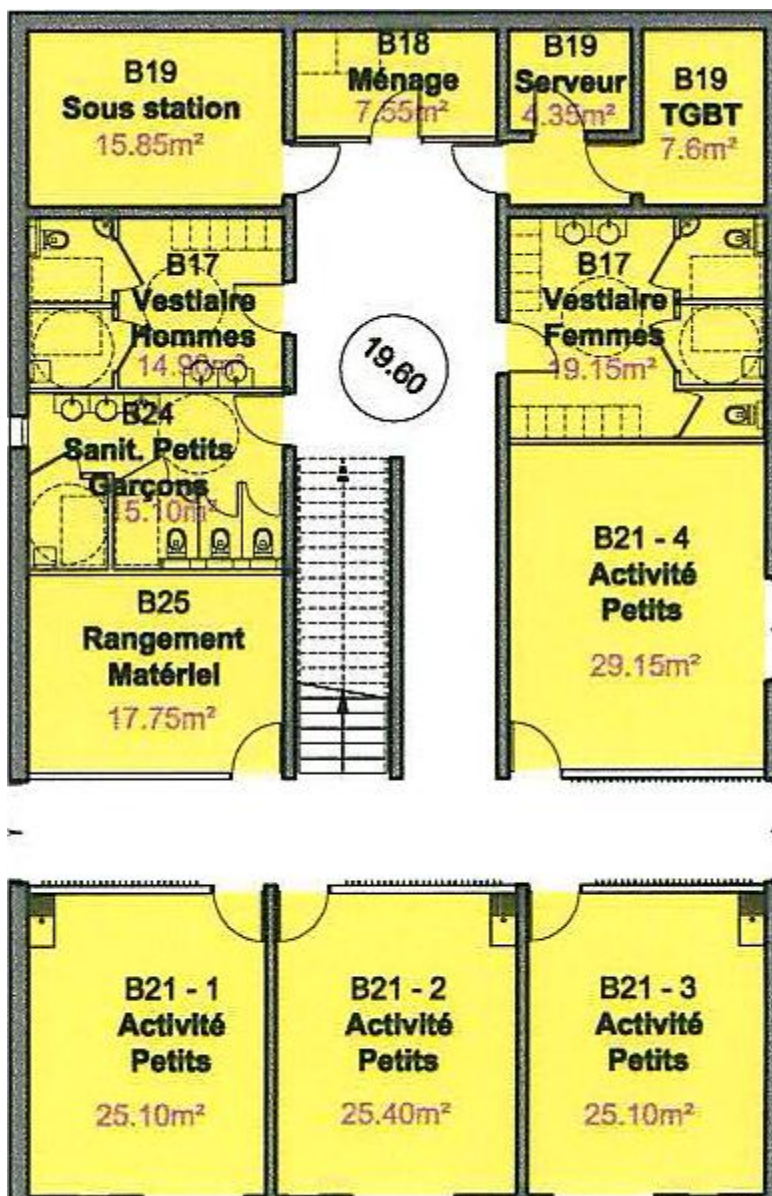 B19
Sous station
15.85m²
B18
Ménage
7.55m²
B19
Serveur
4.35m²
B19
TGBT
7.6m²
B17
Vestiaire
Hommes
B17
Vestiaire
Femmes
19.15m²
19.60
B24
Sanit. Petits
Garçons
15.10m²
B25
Rangement
Matériel
17.75m²
B21 - 4
Activité
Petits
29.15m²
B21 - 1
Activité
Petits
25.10m²
B21 - 2
Activité
Petits
25.40m²
B21 - 3
Activité
Petits
25.10m²